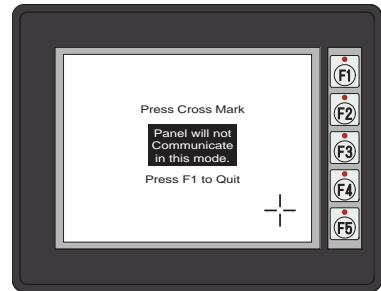 Press Cross Mark
Panel will not
Communicate
in this mode.
Press F1 to Quit
F1
F2
F3
F4
F5